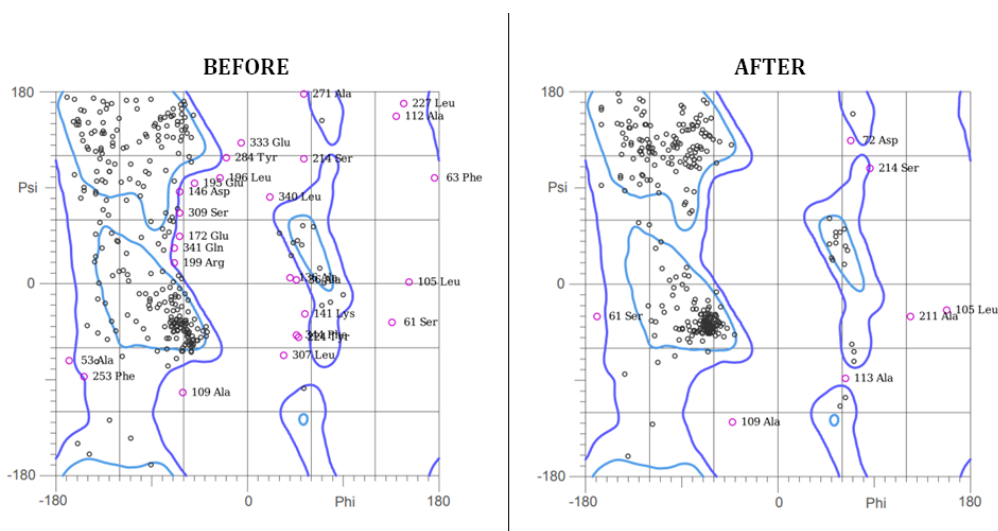 BEFORE
AFTER
180
271 Ala
227 Leu
112 Ala
333 Glu
284 Tyr
214 Ser
196 Leu
63 Phe
Psi
195 Glu
146 Asp
340 Leu
309 Ser
172 Glu
341 Gln
199 Arg
0
105 Leu
141 Lys
61 Ser
307 Leu
53 Ala
253 Phe
109 Ala
-180
-180
0
Phi
180
180
72 Asp
214 Ser
Psi
0
105 Leu
61 Ser
211 Ala
113 Ala
109 Ala
-180
-180
0
Phi
180